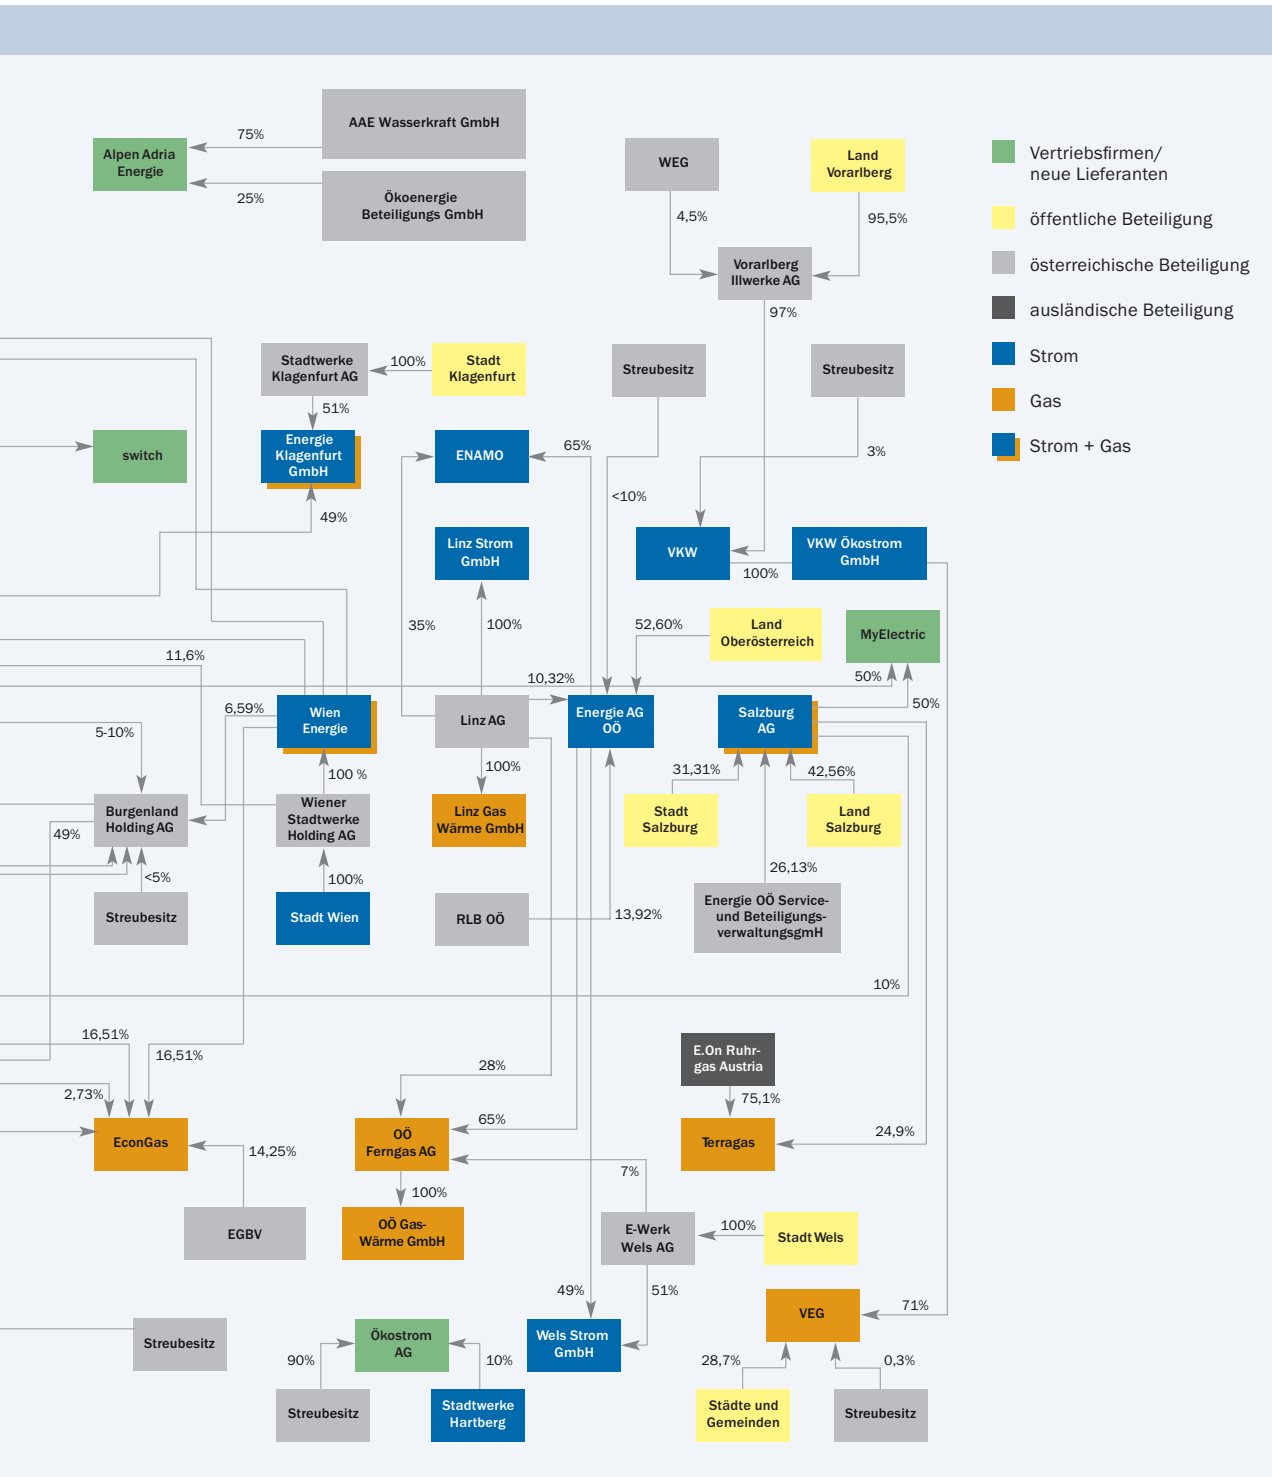 AAE Wasserkraft GmbH
75%
Alpen Adria
Energie
25%
Ökoenergie
Beteiligungs GmbH
WEG
Land
Vorarlberg
4,5%
95,5%
Vorarlberg
Illwerke AG
97%
Vertriebsfirmen/
neue Lieferanten
öffentliche Beteiligung
österreichische Beteiligung
ausländische Beteiligung
Strom
Gas
Strom + Gas
Stadtwerke
Klagenfurt AG
100%
Stadt
Klagenfurt
51%
Streubesitz
Streubesitz
switch
Energie
Klagenfurt
GmbH
ENAMO
65%
3%
<10%
49%
Linz Strom
GmbH
VKW
100%
VKW Ökostrom
GmbH
35%
100%
52,60%
Land
Oberösterreich
MyElectric
11,6%
10,32%
50%
50%
6,59%
5-10%
Wien
Energie
Linz AG
Energie AG
OÖ
Salzburg
AG
100 %
100%
31,31%
42,56%
Burgenland
Holding AG
49%
Wiener
Stadtwerke
Holding AG
Linz Gas
Wärme GmbH
Stadt
Salzburg
Land
Salzburg
<5%
100%
26,13%
Streubesitz
Stadt Wien
RLB OÖ
13,92%
Energie OÖ Service-
und Beteiligungs-
verwaltungsgmH
10%
16,51%
16,51%
28%
E.On Ruhr-
gas Austria
2,73%
75,1%
65%
24,9%
EconGas
14,25%
OÖ
Ferngas AG
Terragas
7%
100%
EGBV
OÖ Gas-
Wärme GmbH
E-Werk
Wels AG
100%
Stadt Wels
49%
51%
VEG
71%
Streubesitz
Ökostrom
AG
Wels Strom
GmbH
90%
10%
28,7%
0,3%
Streubesitz
Stadtwerke
Hartberg
Städte und
Gemeinden
Streubesitz